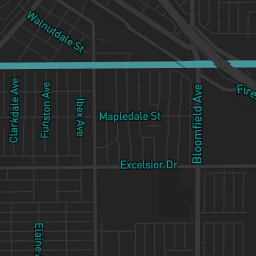 Walnutdale St
Clarkdale Ave
Funston Ave
Ibex Ave
Mapledale St
Bloomfield Ave
Fire
Excelsior Dr
Elaine